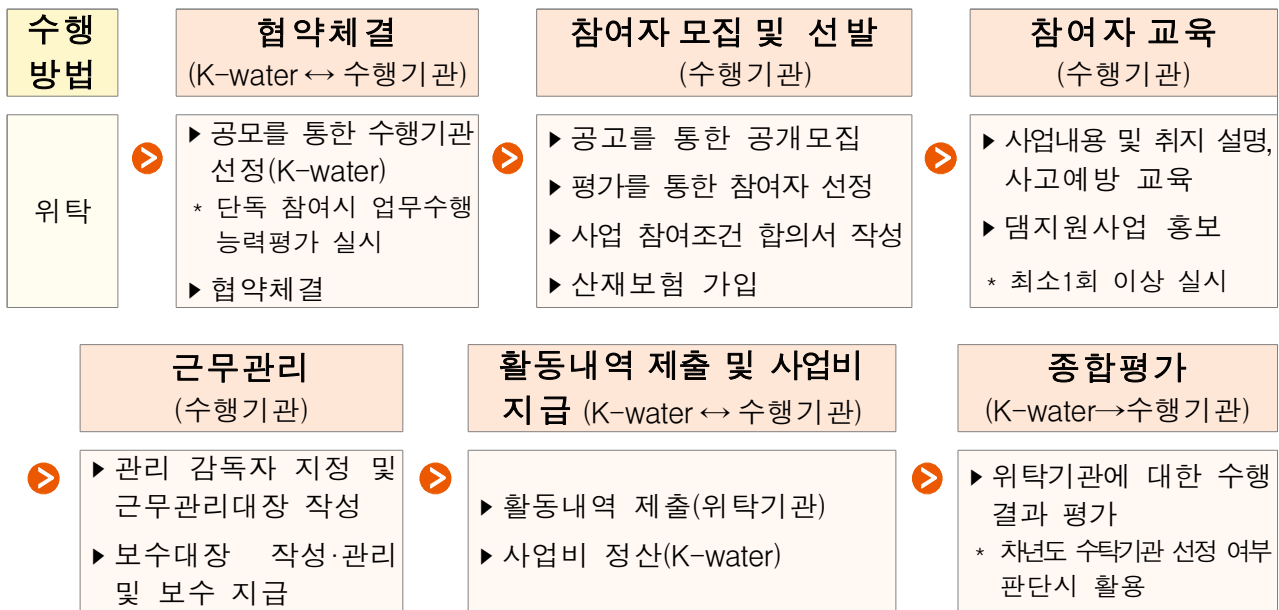 수행
방법
협약체결
(K-water ↔ 수행기관)
참여자 모집 및 선발
(수행기관)
참여자 교육
(수행기관)
위탁
▶ 공모를 통한 수행기관
선정(K-water)
* 단독 참여시 업무수행
능력평가 실시
▶ 협약체결
▶ 공고를 통한 공개모집
▶ 평가를 통한 참여자 선정
▶ 사업 참여조건 합의서 작성
▶ 산재보험 가입
▶ 사업내용 및 취지 설명,
사고예방 교육
▶ 댐지원사업 홍보
* 최소1회 이상 실시
근무관리
(수행기관)
활동내역 제출 및 사업비
지급 (K-water ↔ 수행기관)
종합평가
(K-water→수행기관)
▶ 관리 감독자 지정 및
근무관리대장 작성
▶ 보수대장 작성·관리
및 보수 지급
▶ 활동내역 제출(위탁기관)
▶ 사업비 정산(K-water)
▶ 위탁기관에 대한 수행
결과 평가
* 차년도 수탁기관 선정 여부
판단시 활용